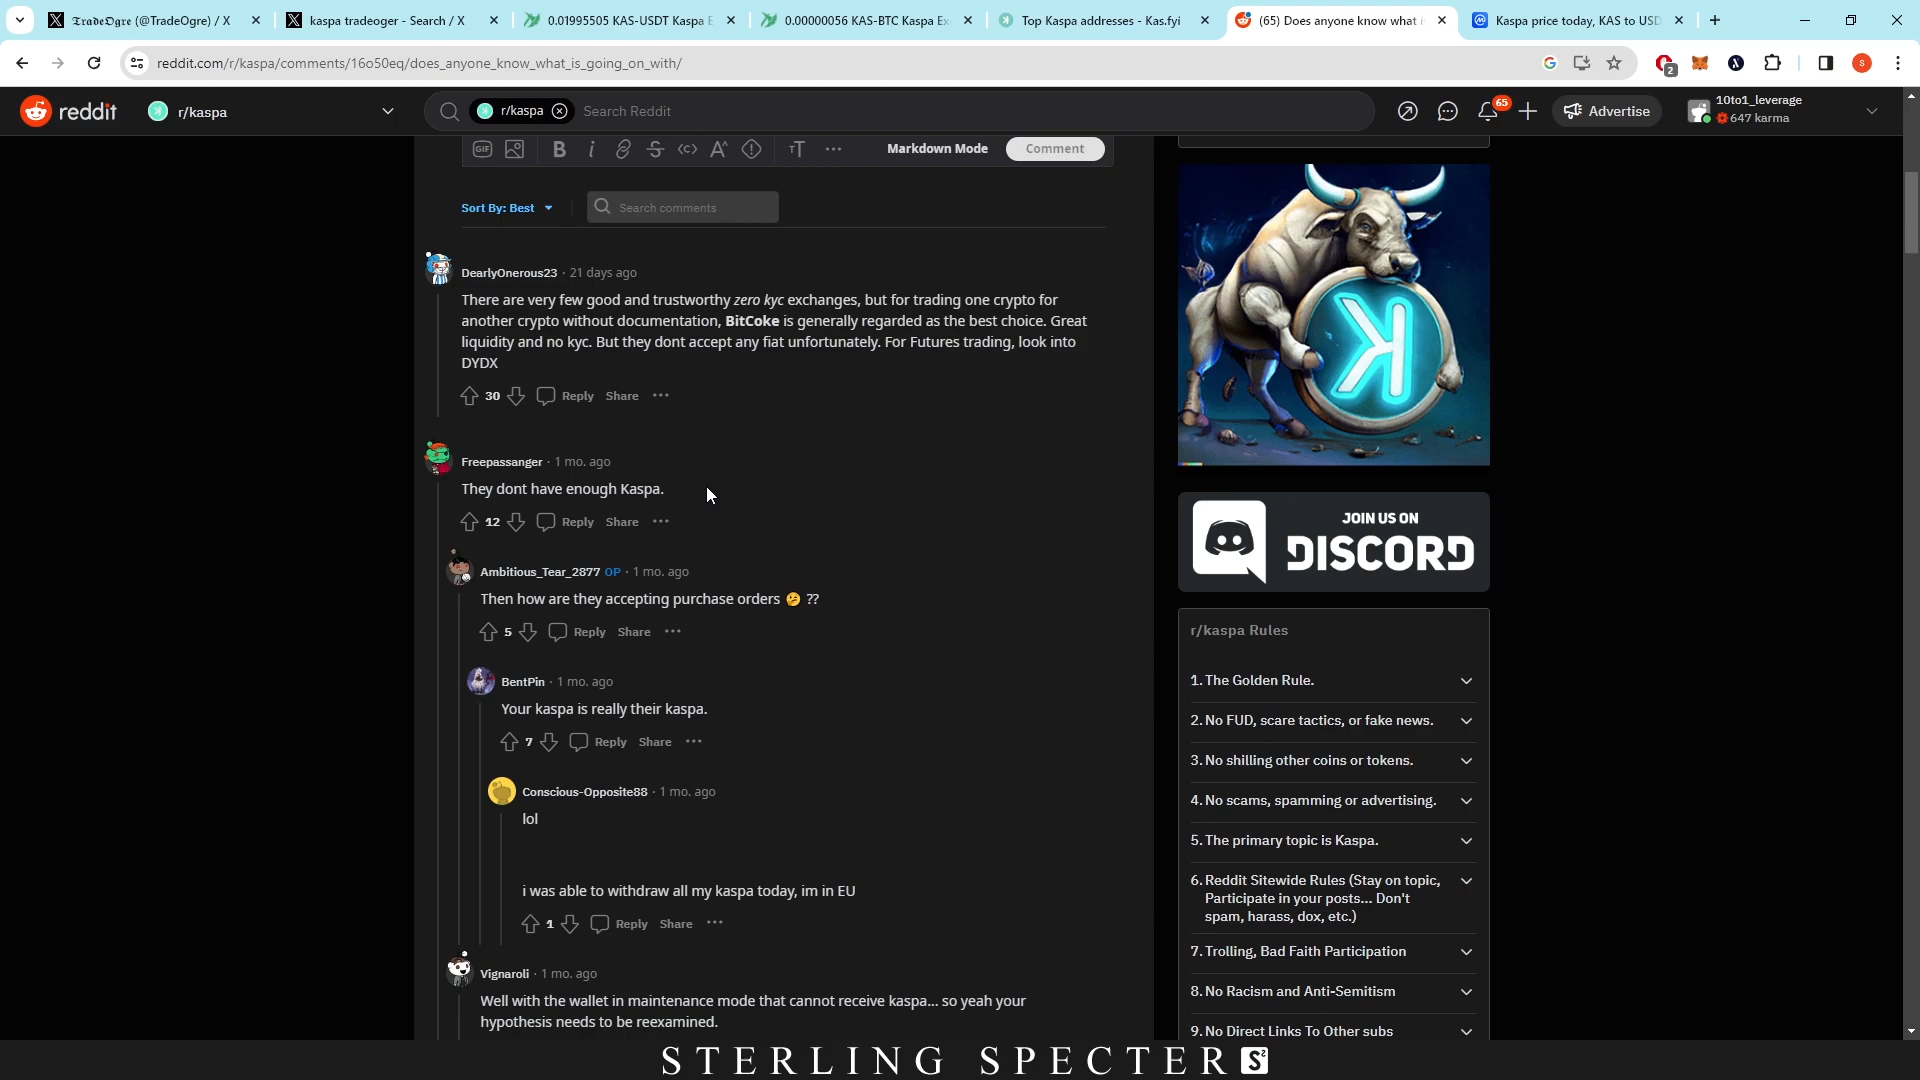 𝕿𝖗𝖆𝖉𝖊𝕺𝖌𝖗𝖊 (@TradeOgre) / X
kaspa tradeoger - Search / X
0.01995505 KAS-USDT Kaspa E
0.00000056 KAS-BTC Kaspa Ex
Top Kaspa addresses - Kas.fyi
(65) Does anyone know what i
Kaspa price today, KAS to USD
reddit.com/r/kaspa/comments/16o50eq/does_anyone_know_what_is_going_on_with/
2
S
reddit
r/kaspa
r/kaspa
Search Reddit
65
Advertise
10to1_leverage
647 karma
GIF
Markdown Mode
Comment
Sort By: Best
Search comments
DearlyOnerous23 · 21 days ago
There are very few good and trustworthy zero kyc exchanges, but for trading one crypto for
another crypto without documentation, BitCoke is generally regarded as the best choice. Great
liquidity and no kyc. But they dont accept any fiat unfortunately. For Futures trading, look into
DYDX
30 Reply Share ···
Freepassanger · 1 mo. ago
They dont have enough Kaspa.
12 Reply Share ···
Ambitious_Tear_2877 OP · 1 mo. ago
Then how are they accepting purchase orders 🤔 ??
5 Reply Share ···
BentPin · 1 mo. ago
Your kaspa is really their kaspa.
7 Reply Share ···
Conscious-Opposite88 · 1 mo. ago
lol
i was able to withdraw all my kaspa today, im in EU
1 Reply Share ···
Vignaroli · 1 mo. ago
Well with the wallet in maintenance mode that cannot receive kaspa... so yeah your
hypothesis needs to be reexamined.
JOIN US ON
DISCORD
r/kaspa Rules
1. The Golden Rule.
2. No FUD, scare tactics, or fake news.
3. No shilling other coins or tokens.
4. No scams, spamming or advertising.
5. The primary topic is Kaspa.
6. Reddit Sitewide Rules (Stay on topic,
Participate in your posts... Don't
spam, harass, dox, etc.)
7. Trolling, Bad Faith Participation
8. No Racism and Anti-Semitism
9. No Direct Links To Other subs
STERLING SPECTER S²